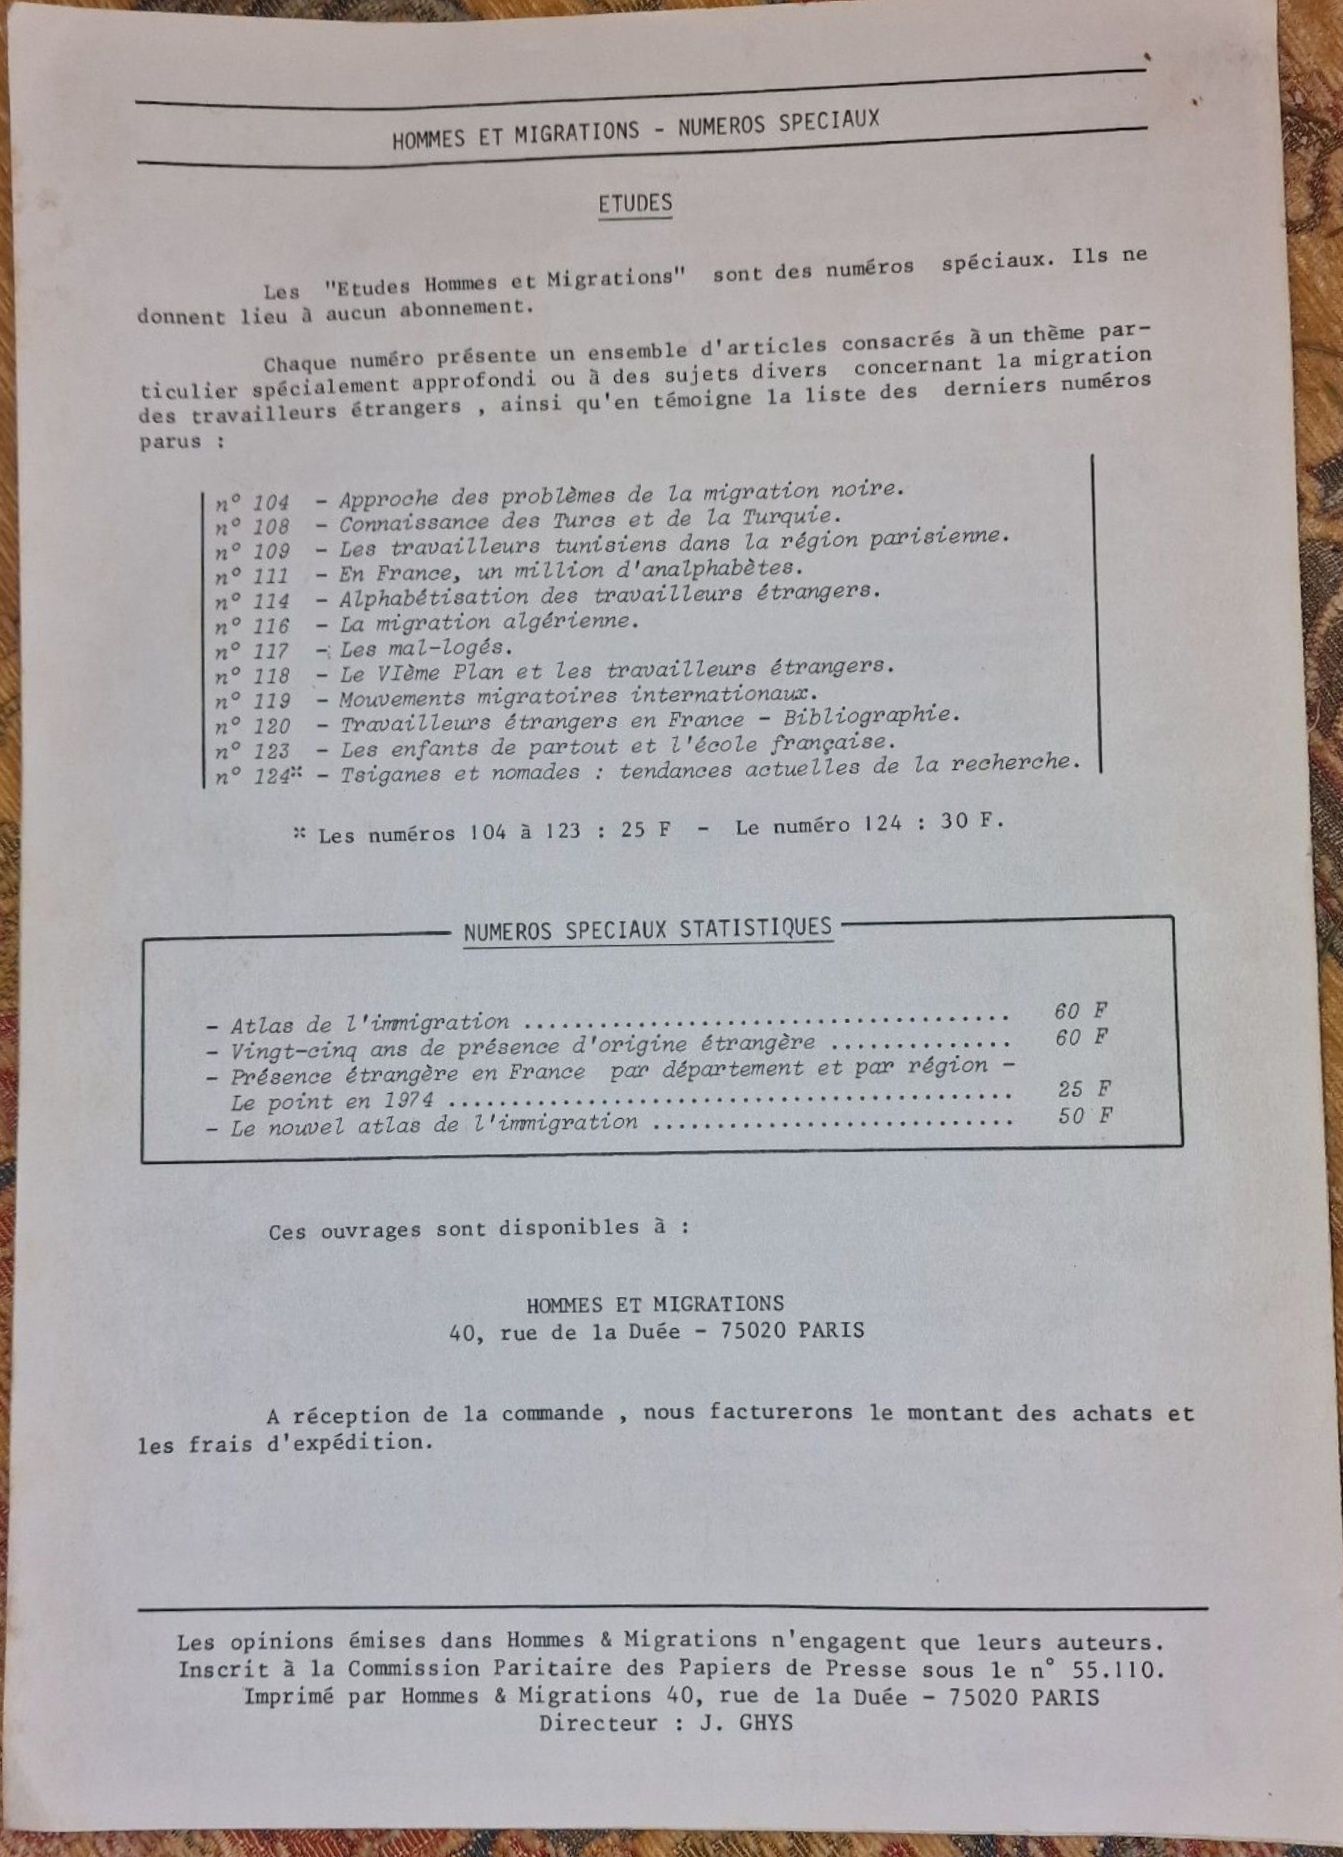 HOMMES ET MIGRATIONS - NUMEROS SPECIAUX
ETUDES
Les "Etudes Hommes et Migrations" sont des numéros spéciaux. Ils ne
donnent lieu à aucun abonnement.
Chaque numéro présente un ensemble d'articles consacrés à un thème par-
ticulier spécialement approfondi ou à des sujets divers concernant la migration
des travailleurs étrangers , ainsi qu'en témoigne la liste des derniers numéros
parus :
n° 104 - Approche des problèmes de la migration noire.
n° 108 - Connaissance des Turcs et de la Turquie.
n° 109 - Les travailleurs tunisiens dans la région parisienne.
n° 111 - En France, un million d'analphabètes.
n° 114 - Alphabétisation des travailleurs étrangers.
n° 116 - La migration algérienne.
n° 117 - Les mal-logés.
n° 118 - Le VIème Plan et les travailleurs étrangers.
n° 119 - Mouvements migratoires internationaux.
n° 120 - Travailleurs étrangers en France - Bibliographie.
n° 123 - Les enfants de partout et l'école française.
n° 124* - Tsiganes et nomades : tendances actuelles de la recherche.
* Les numéros 104 à 123 : 25 F - Le numéro 124 : 30 F.
NUMEROS SPECIAUX STATISTIQUES
- Atlas de l'immigration ....................................... 60 F
- Vingt-cinq ans de présence d'origine étrangère ............... 60 F
- Présence étrangère en France par département et par région -
Le point en 1974 ............................................. 25 F
- Le nouvel atlas de l'immigration ............................. 50 F
Ces ouvrages sont disponibles à :
HOMMES ET MIGRATIONS
40, rue de la Duée - 75020 PARIS
A réception de la commande , nous facturerons le montant des achats et
les frais d'expédition.
Les opinions émises dans Hommes & Migrations n'engagent que leurs auteurs.
Inscrit à la Commission Paritaire des Papiers de Presse sous le n° 55.110.
Imprimé par Hommes & Migrations 40, rue de la Duée - 75020 PARIS
Directeur : J. GHYS